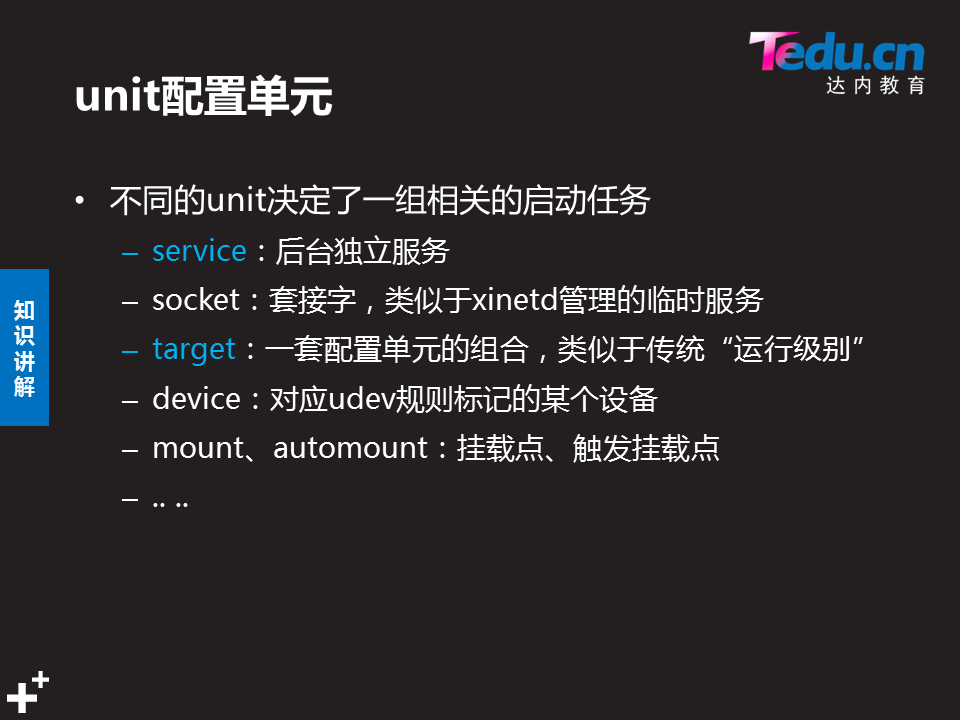 Tedu.cn
达内教育
unit配置单元
• 不同的unit决定了一组相关的启动任务
– service：后台独立服务
– socket：套接字，类似于xinetd管理的临时服务
– target：一套配置单元的组合，类似于传统“运行级别”
– device：对应udev规则标记的某个设备
– mount、automount：挂载点、触发挂载点
– .. ..
知
识
讲
解